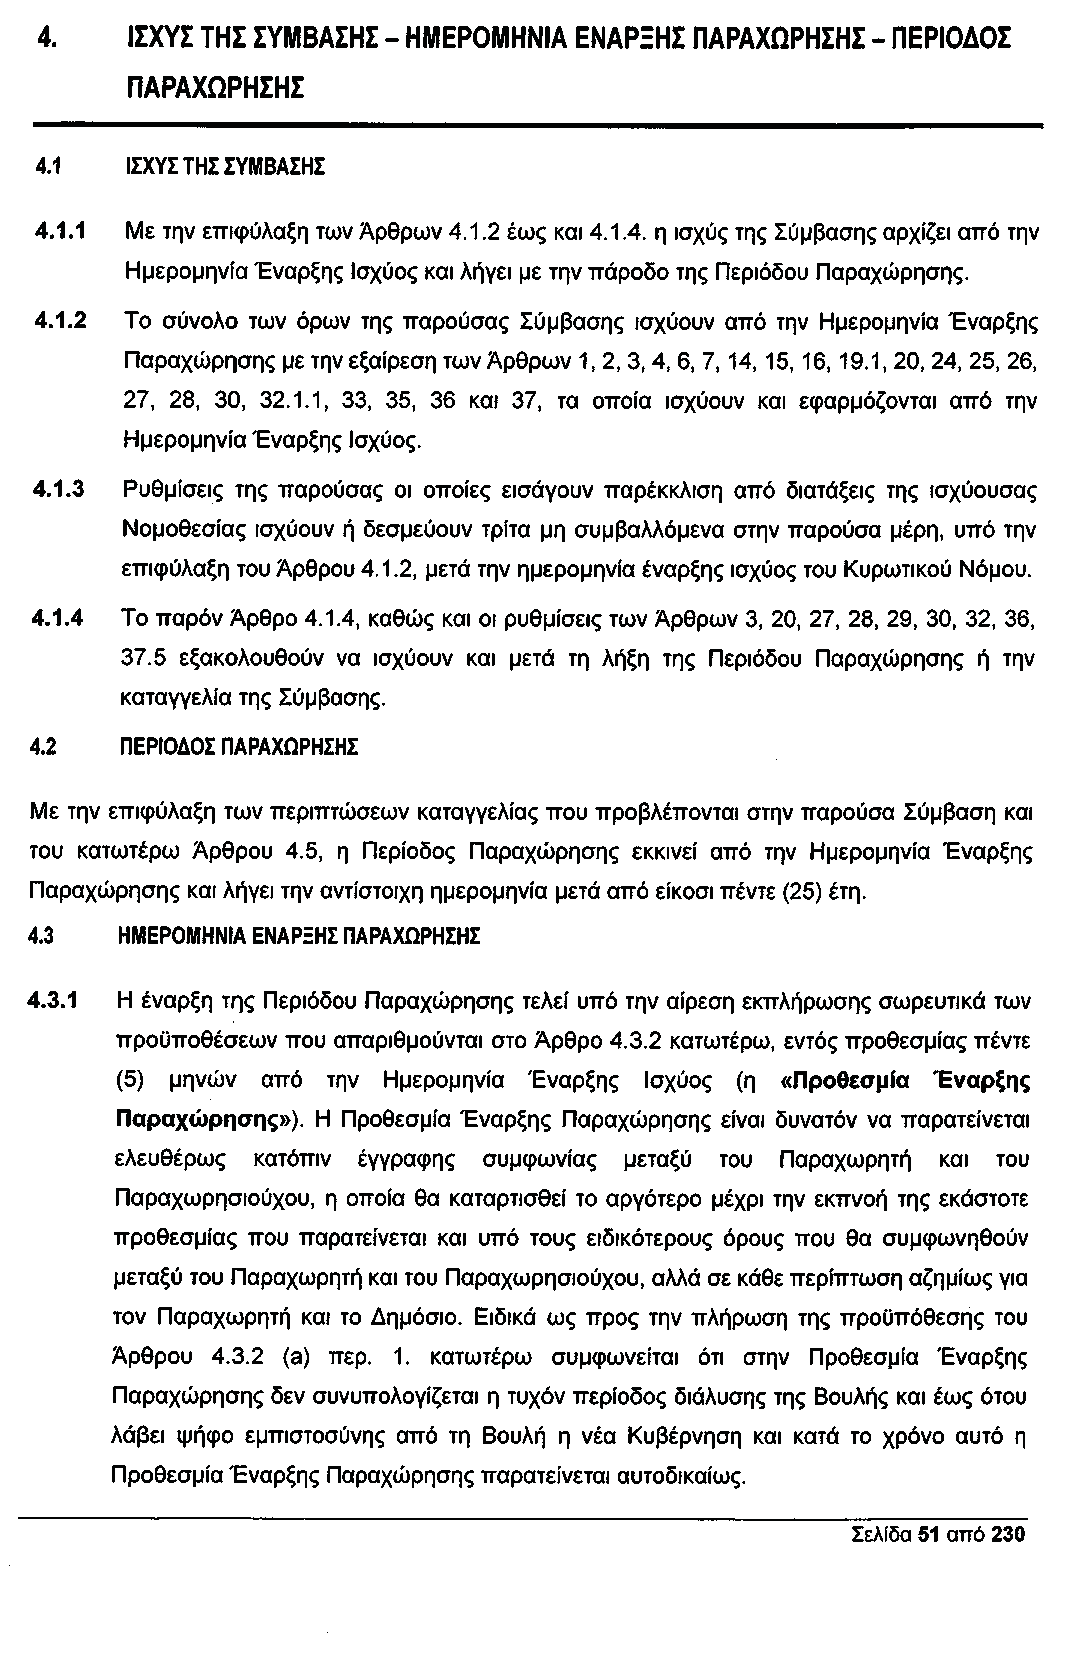 4. ΙΣΧΥΣ ΤΗΣ ΣΥΜΒΑΣΗΣ – ΗΜΕΡΟΜΗΝΙΑ ΕΝΑΡΞΗΣ ΠΑΡΑΧΩΡΗΣΗΣ – ΠΕΡΙΟΔΟΣ
ΠΑΡΑΧΩΡΗΣΗΣ
4.1 ΙΣΧΥΣ ΤΗΣ ΣΥΜΒΑΣΗΣ
4.1.1 Με την επιφύλαξη των Άρθρων 4.1.2 έως και 4.1.4. η ισχύς της Σύμβασης αρχίζει από την
Ημερομηνία Έναρξης Ισχύος και λήγει με την πάροδο της Περιόδου Παραχώρησης.
4.1.2 Το σύνολο των όρων της παρούσας Σύμβασης ισχύουν από την Ημερομηνία Έναρξης
Παραχώρησης με την εξαίρεση των Άρθρων 1, 2, 3, 4, 6, 7, 14, 15, 16, 19.1, 20, 24, 25, 26,
27, 28, 30, 32.1.1, 33, 35, 36 και 37, τα οποία ισχύουν και εφαρμόζονται από την
Ημερομηνία Έναρξης Ισχύος.
4.1.3 Ρυθμίσεις της παρούσας οι οποίες εισάγουν παρέκκλιση από διατάξεις της ισχύουσας
Νομοθεσίας ισχύουν ή δεσμεύουν τρίτα μη συμβαλλόμενα στην παρούσα μέρη, υπό την
επιφύλαξη του Άρθρου 4.1.2, μετά την ημερομηνία έναρξης ισχύος του Κυρωτικού Νόμου.
4.1.4 Το παρόν Άρθρο 4.1.4, καθώς και οι ρυθμίσεις των Άρθρων 3, 20, 27, 28, 29, 30, 32, 36,
37.5 εξακολουθούν να ισχύουν και μετά τη λήξη της Περιόδου Παραχώρησης ή την
καταγγελία της Σύμβασης.
4.2 ΠΕΡΙΟΔΟΣ ΠΑΡΑΧΩΡΗΣΗΣ
Με την επιφύλαξη των περιπτώσεων καταγγελίας που προβλέπονται στην παρούσα Σύμβαση και
του κατωτέρω Άρθρου 4.5, η Περίοδος Παραχώρησης εκκινεί από την Ημερομηνία Έναρξης
Παραχώρησης και λήγει την αντίστοιχη ημερομηνία μετά από είκοσι πέντε (25) έτη.
4.3 ΗΜΕΡΟΜΗΝΙΑ ΕΝΑΡΞΗΣ ΠΑΡΑΧΩΡΗΣΗΣ
4.3.1 Η έναρξη της Περιόδου Παραχώρησης τελεί υπό την αίρεση εκπλήρωσης σωρευτικά των
προϋποθέσεων που απαριθμούνται στο Άρθρο 4.3.2 κατωτέρω, εντός προθεσμίας πέντε
(5) μηνών από την Ημερομηνία Έναρξης Ισχύος (η «Προθεσμία Έναρξης
Παραχώρησης»). Η Προθεσμία Έναρξης Παραχώρησης είναι δυνατόν να παρατείνεται
ελευθέρως κατόπιν έγγραφης συμφωνίας μεταξύ του Παραχωρητή και του
Παραχωρησιούχου, η οποία θα καταρτισθεί το αργότερο μέχρι την εκπνοή της εκάστοτε
προθεσμίας που παρατείνεται και υπό τους ειδικότερους όρους που θα συμφωνηθούν
μεταξύ του Παραχωρητή και του Παραχωρησιούχου, αλλά σε κάθε περίπτωση αζημίως για
τον Παραχωρητή και το Δημόσιο. Ειδικά ως προς την πλήρωση της προϋπόθεσης του
Άρθρου 4.3.2 (α) περ. 1. κατωτέρω συμφωνείται ότι στην Προθεσμία Έναρξης
Παραχώρησης δεν συνυπολογίζεται η τυχόν περίοδος διάλυσης της Βουλής και έως ότου
λάβει ψήφο εμπιστοσύνης από τη Βουλή η νέα Κυβέρνηση και κατά το χρόνο αυτό η
Προθεσμία Έναρξης Παραχώρησης παρατείνεται αυτοδικαίως.
Σελίδα 51 από 230